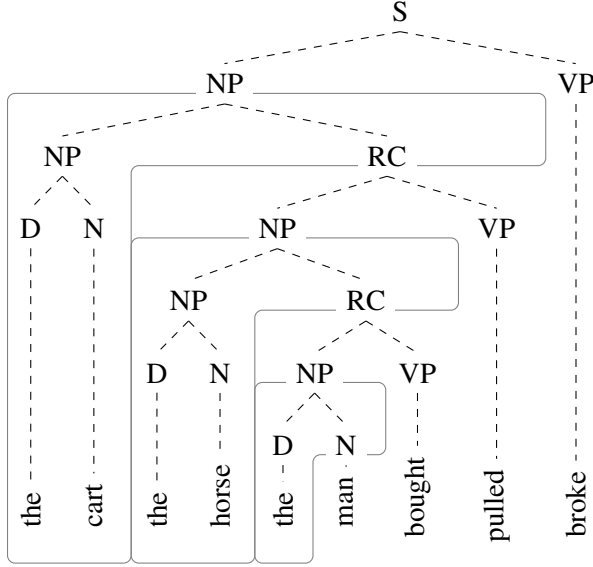 S
NP VP
NP RC
D N NP VP
NP RC
D N NP VP
D N
the cart the horse the man bought pulled broke